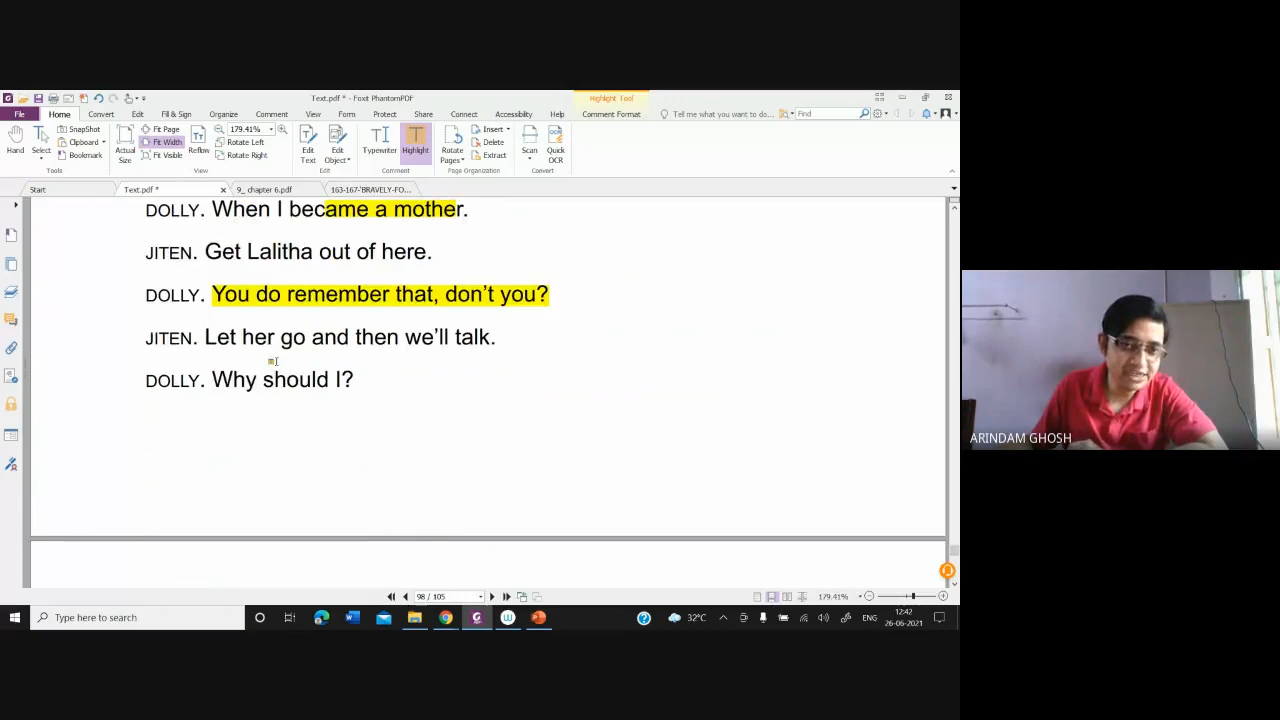 Text.pdf * - Foxit PhantomPDF
Highlight Tool
File Home Convert Edit Fill & Sign Organize Comment View Form Protect Share Connect Accessibility Help Comment Format Tell me what you want to do... Find
Hand
Select
SnapShot
Clipboard
Bookmark
Tools
Actual Size
Fit Page
Fit Width
Fit Visible
Reflow
179.41%
Rotate Left
Rotate Right
View
Edit Text
Edit Object
Edit
Typewriter
Highlight
Comment
Rotate Pages
Insert
Delete
Extract
Page Organization
Scan
Quick OCR
Convert
Start Text.pdf * 9_ chapter 6.pdf 163-167-'BRAVELY-FO...
DOLLY. When I became a mother.
JITEN. Get Lalitha out of here.
DOLLY. You do remember that, don't you?
JITEN. Let her go and then we'll talk.
DOLLY. Why should I?
ARINDAM GHOSH
98 / 105 179.41%
Type here to search 32°C ENG 12:42
26-06-2021